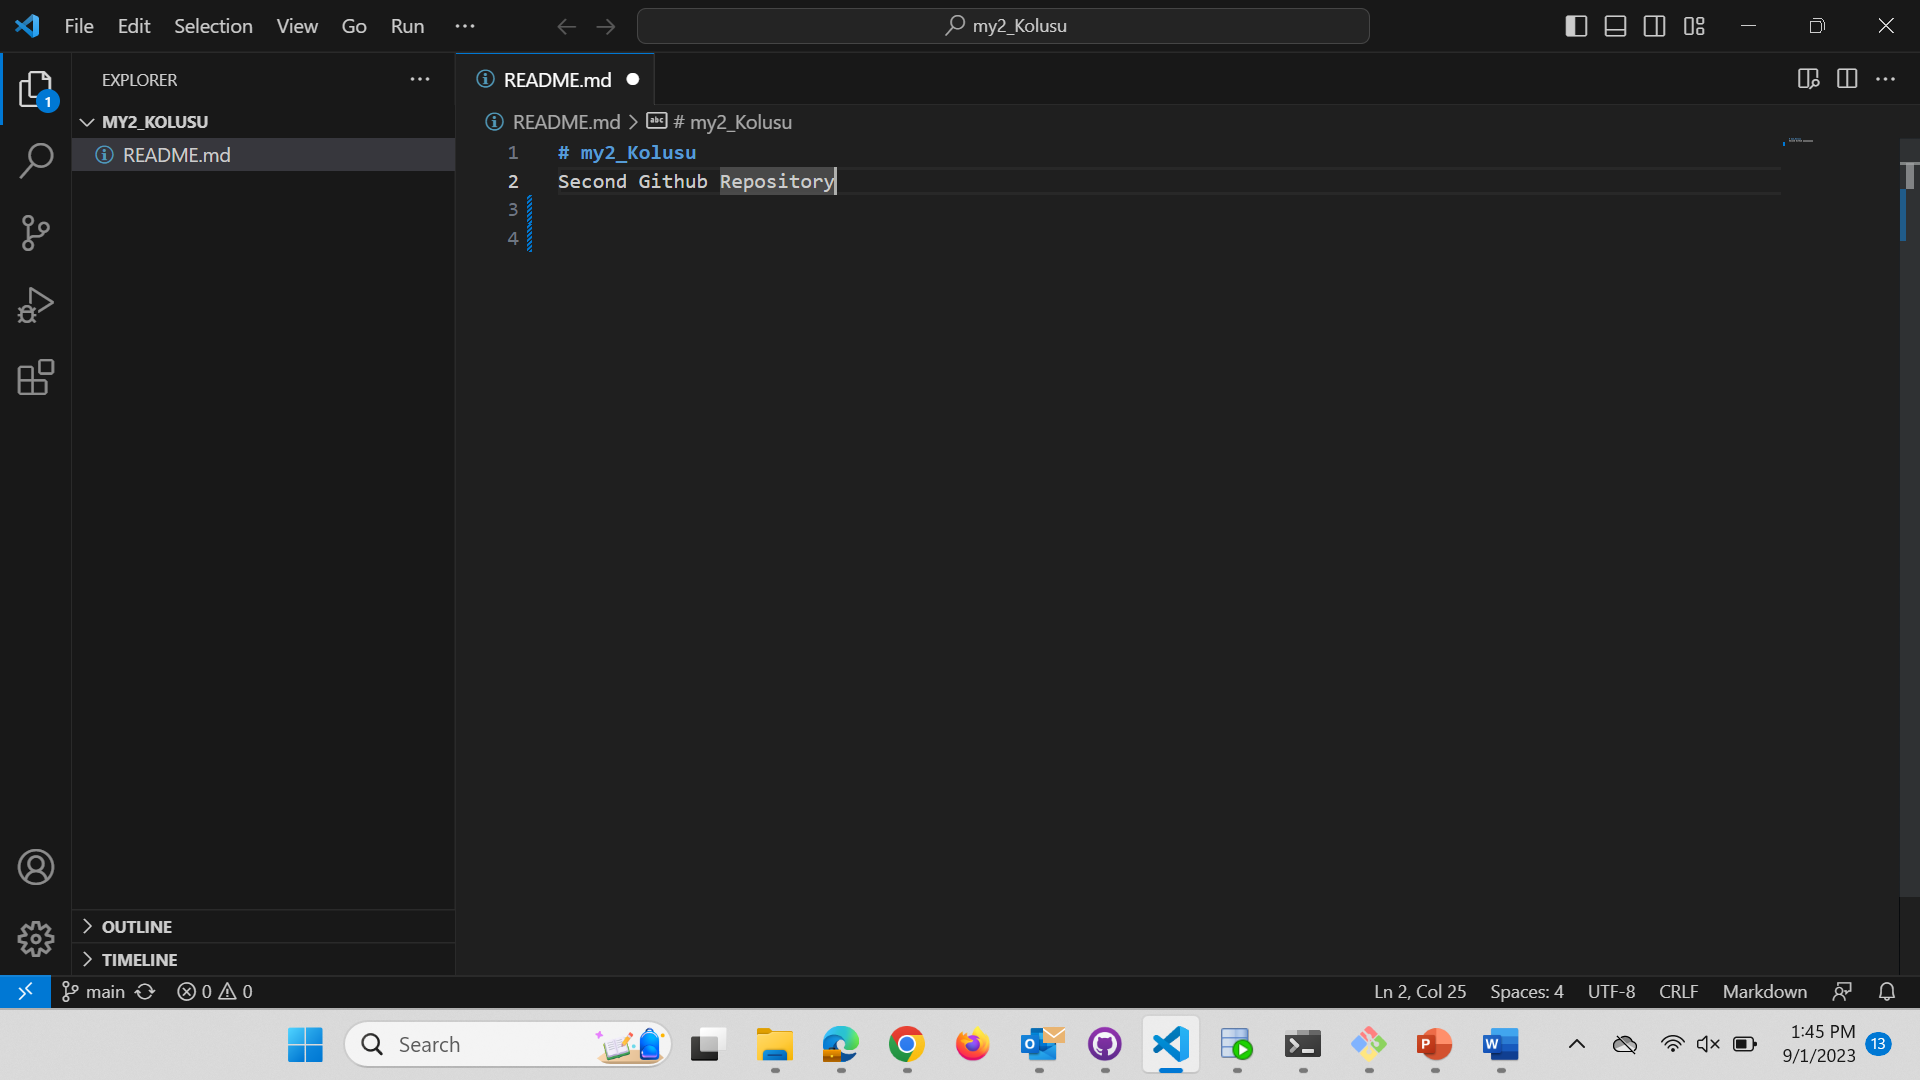 File Edit Selection View Go Run ···
my2_Kolusu
EXPLORER ···
README.md
MY2_KOLUSU
README.md > # my2_Kolusu
README.md
1 # my2_Kolusu
2 Second Github Repository
3
4
1
OUTLINE
TIMELINE
main 0 0
Ln 2, Col 25 Spaces: 4 UTF-8 CRLF Markdown
Search
1:45 PM
9/1/2023
13